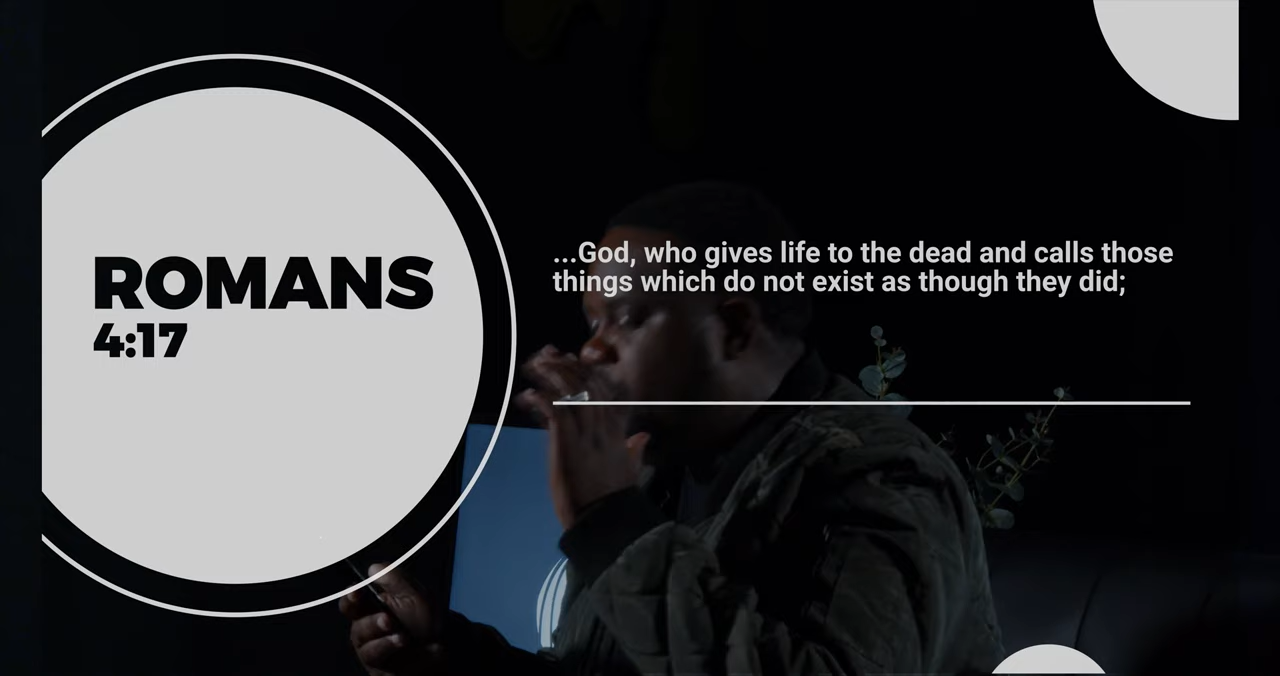 ROMANS
4:17
...God, who gives life to the dead and calls those
things which do not exist as though they did;